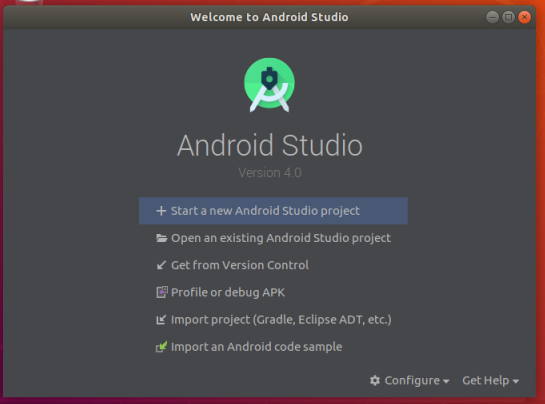 Welcome to Android Studio
Android Studio
Version 4.0
Start a new Android Studio project
Open an existing Android Studio project
Get from Version Control
Profile or debug APK
Import project (Gradle, Eclipse ADT, etc.)
Import an Android code sample
Configure Get Help